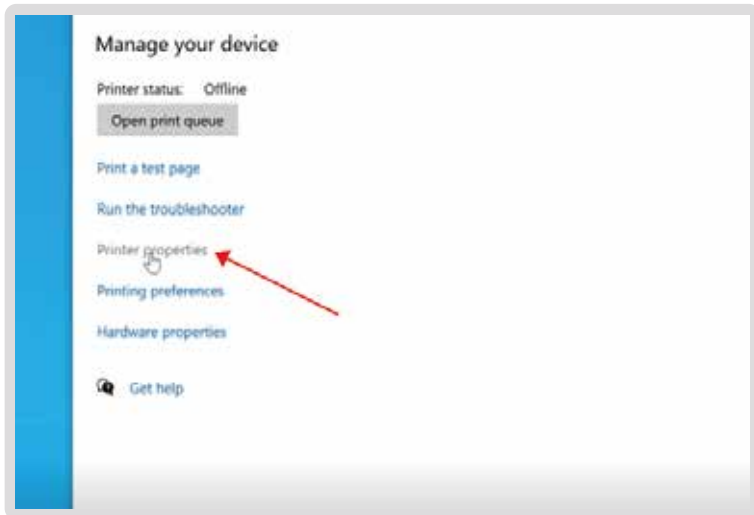 Manage your device
Printer status: Offline
Open print queue
Print a test page
Run the troubleshooter
Printer properties
Printing preferences
Hardware properties
Get help